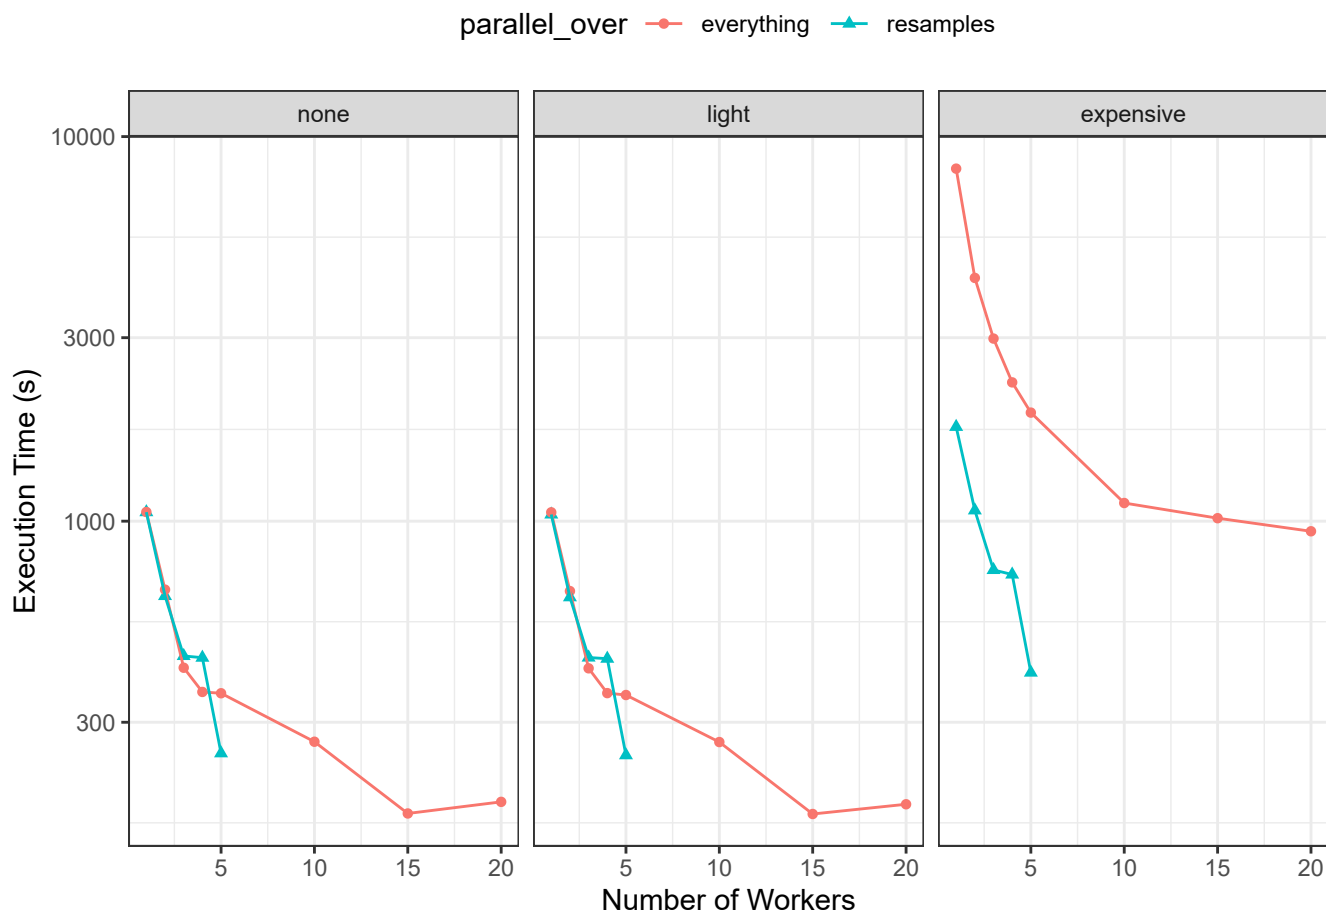 parallel_over everything resamples
none light expensive
10000
3000
1000
300
5 10 15 20 5 10 15 20 5 10 15 20
Number of Workers
Execution Time (s)